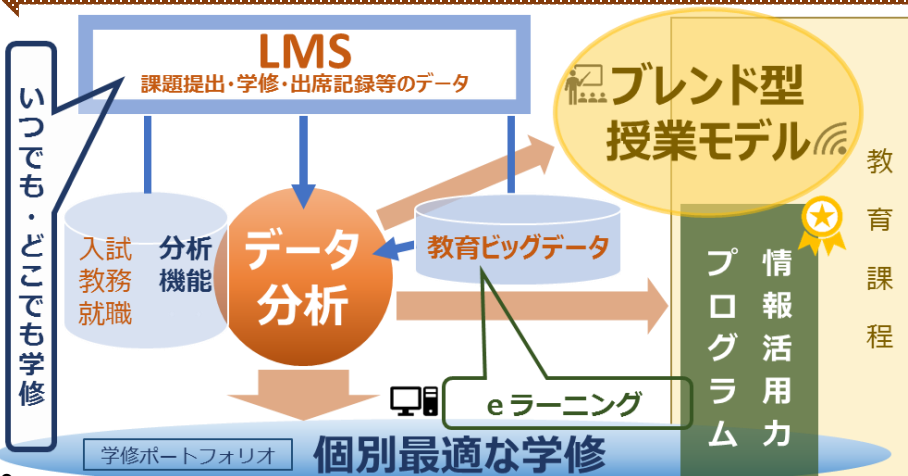 LMS
課題提出・学修・出席記録等のデータ
いつでも・どこでも学修
ブレンド型
授業モデル
教育課程
入試
教務
就職
分析
機能
データ
分析
教育ビッグデータ
情報活用力
プログラム
eラーニング
学修ポートフォリオ
個別最適な学修